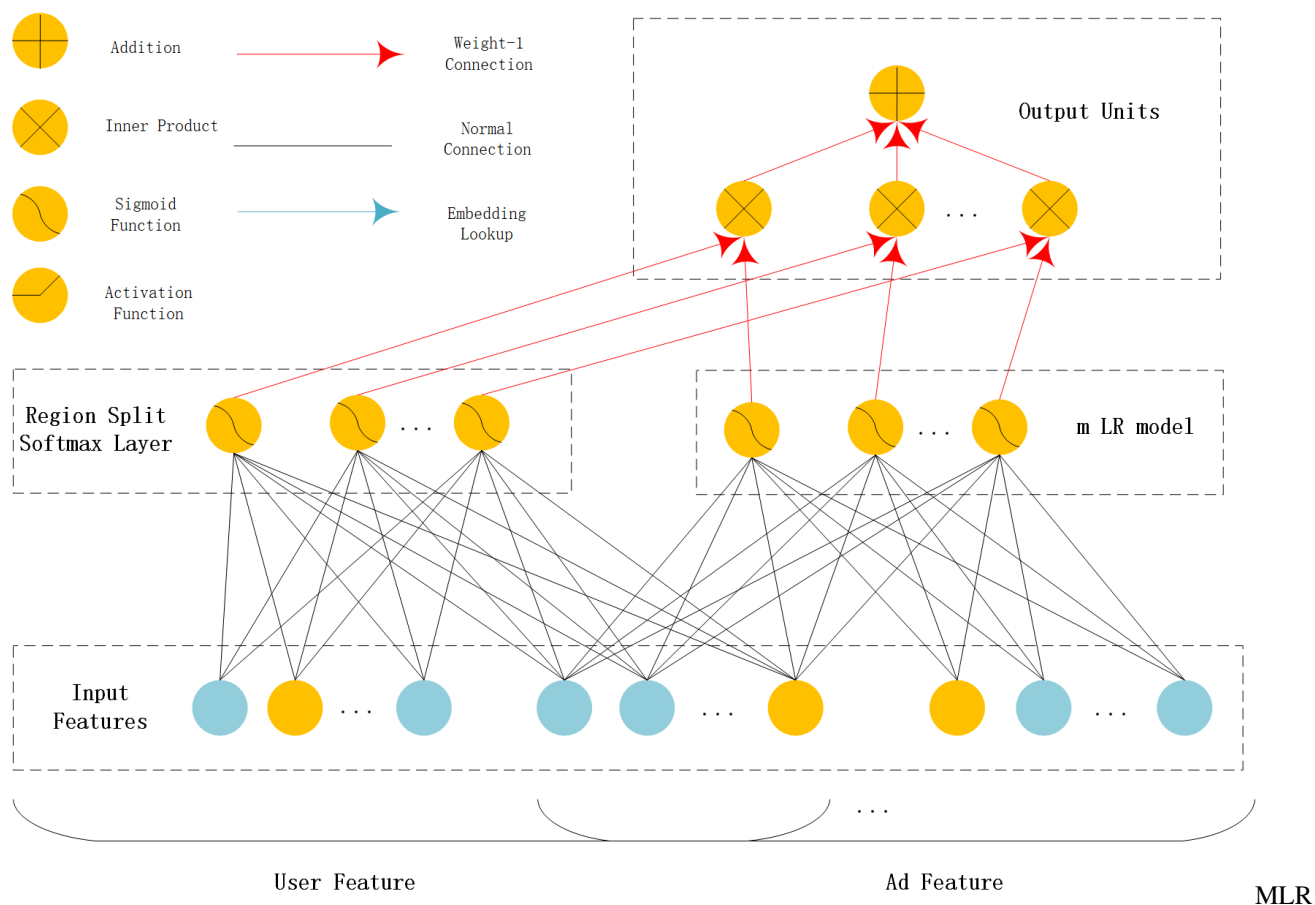 Addition
Weight-1
Connection
Inner Product
Normal
Connection
Sigmoid
Function
Embedding
Lookup
Activation
Function
Output Units
...
Region Split
Softmax Layer
...
...
m LR model
Input
Features
...
...
...
...
User Feature
Ad Feature
MLR